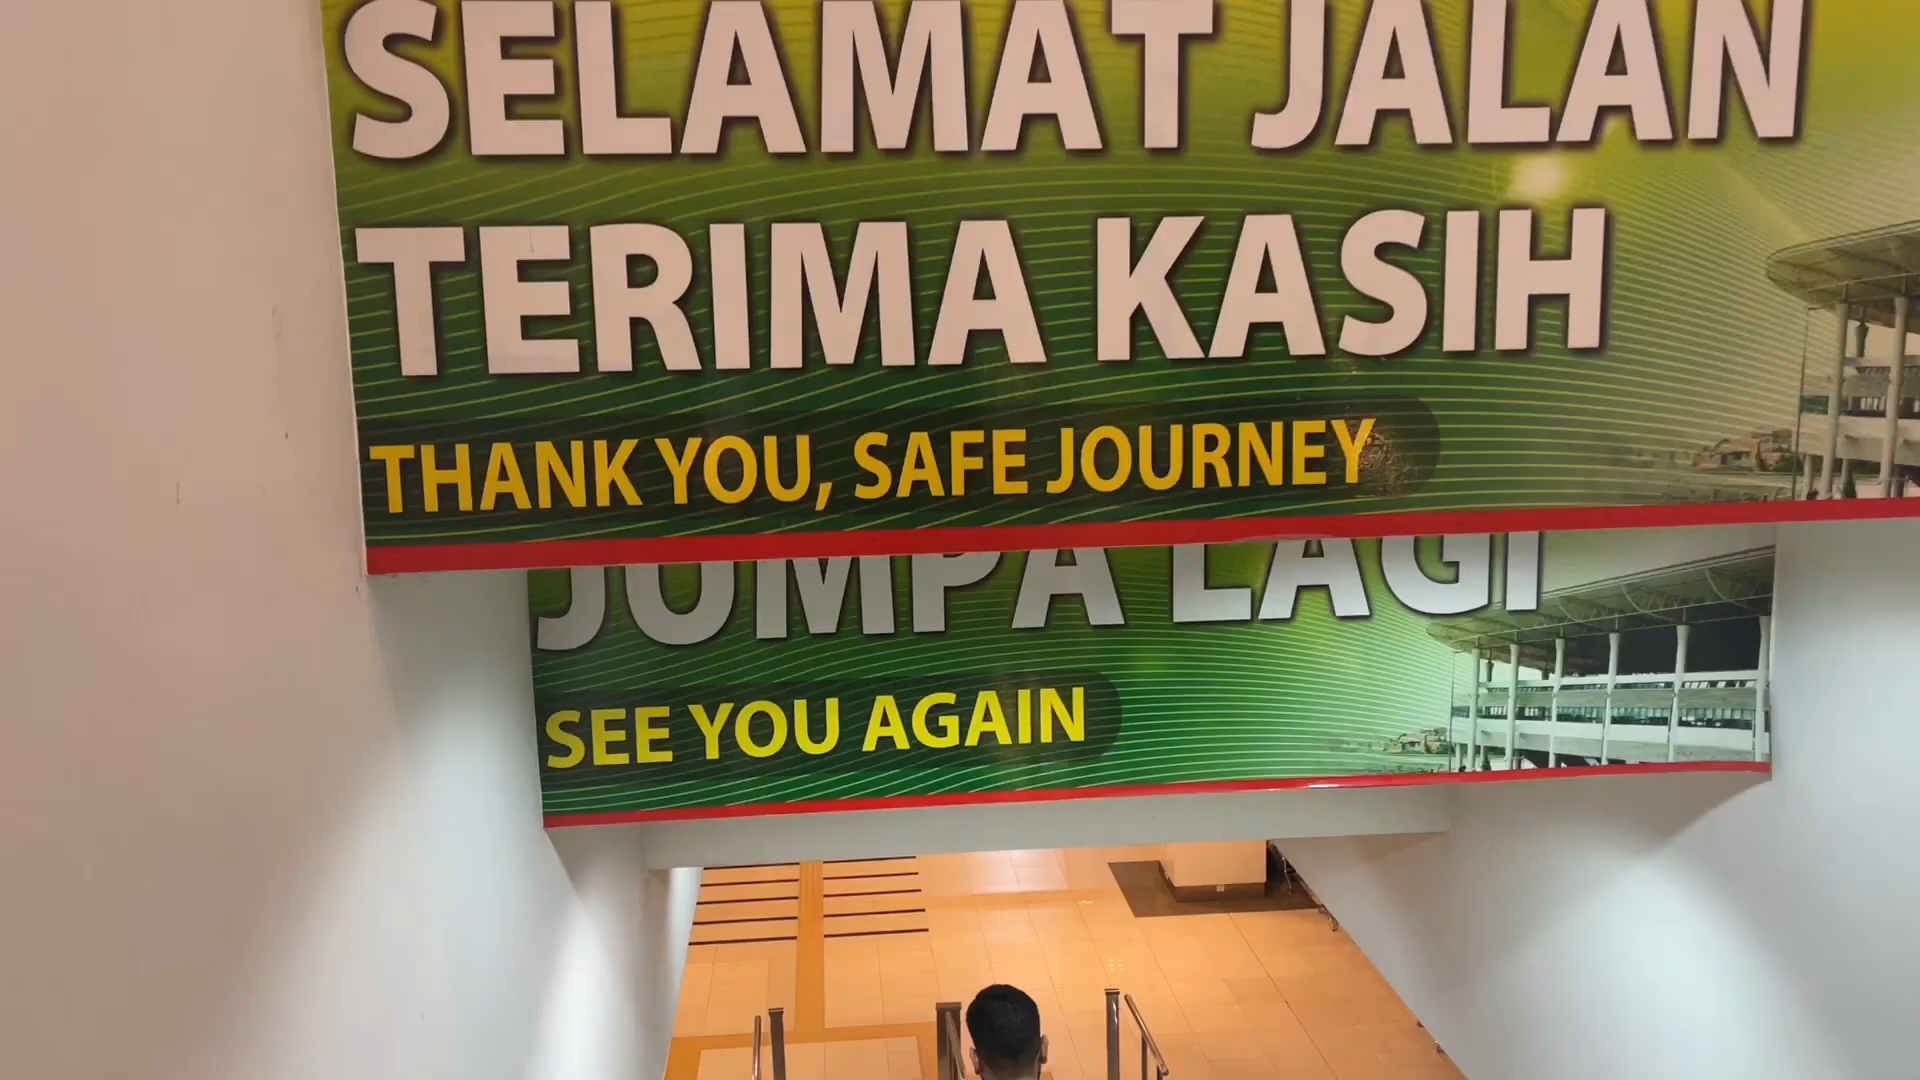 SELAMAT JALAN
TERIMA KASIH
THANK YOU, SAFE JOURNEY
JUMPA LAGI
SEE YOU AGAIN